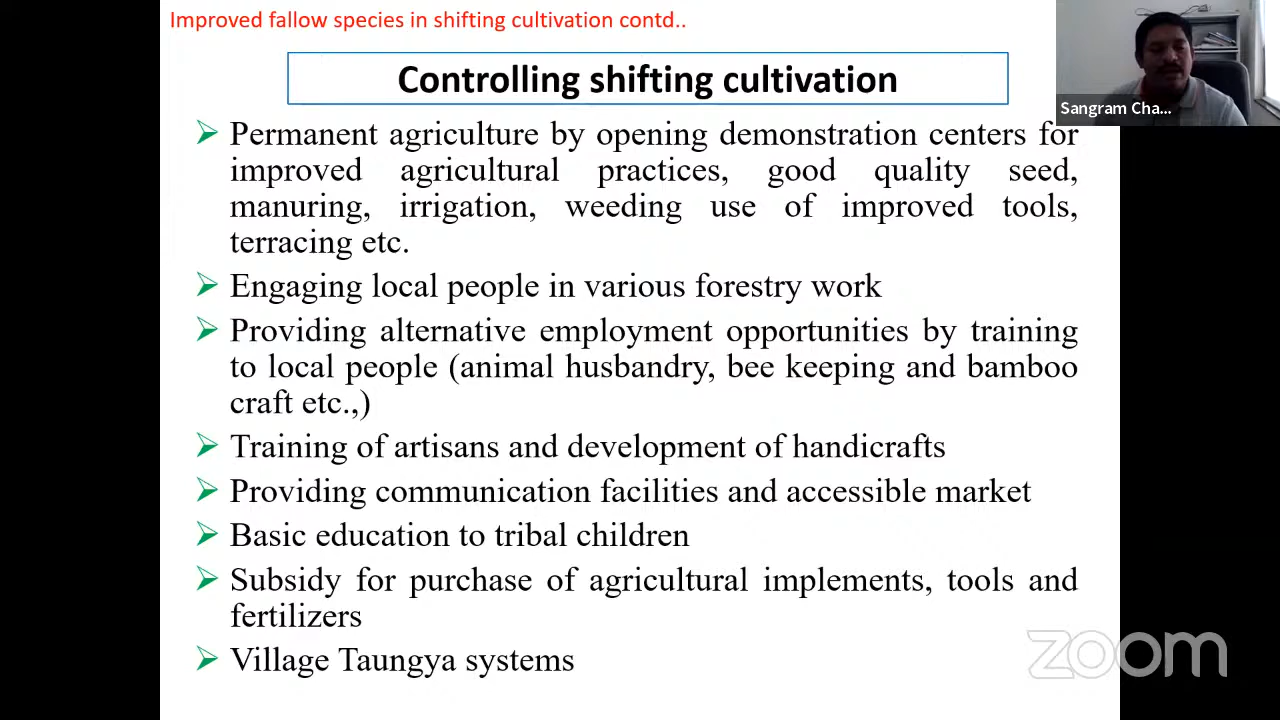 Improved fallow species in shifting cultivation contd..
Controlling shifting cultivation
Sangram Cha...
Permanent agriculture by opening demonstration centers for
improved agricultural practices, good quality seed,
manuring, irrigation, weeding use of improved tools,
terracing etc.
Engaging local people in various forestry work
Providing alternative employment opportunities by training
to local people (animal husbandry, bee keeping and bamboo
craft etc.,)
Training of artisans and development of handicrafts
Providing communication facilities and accessible market
Basic education to tribal children
Subsidy for purchase of agricultural implements, tools and
fertilizers
Village Taungya systems
zoom